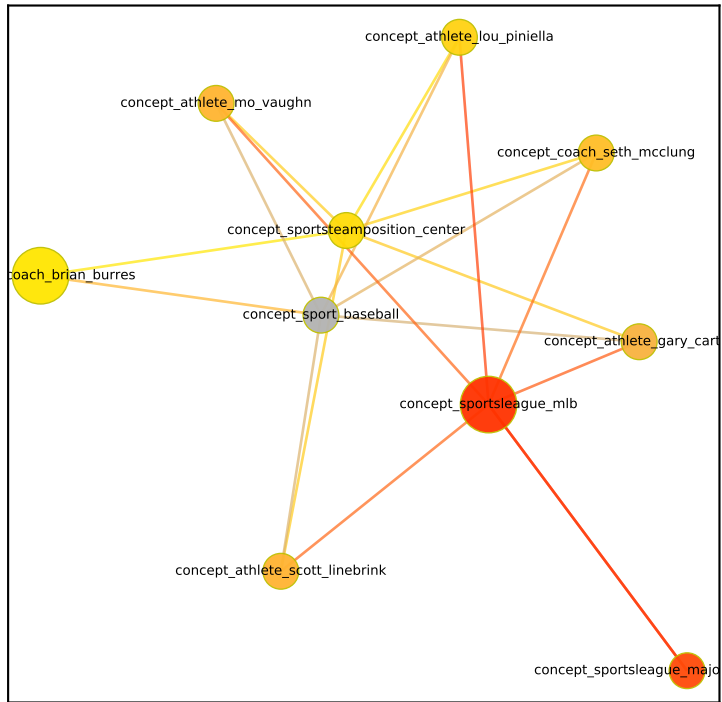 concept_athlete_lou_piniella
concept_athlete_mo_vaughn
concept_coach_seth_mcclung
concept_sportsteamposition_center
coach_brian_burres
concept_sport_baseball
concept_athlete_gary_cart
concept_sportsleague_mlb
concept_athlete_scott_linebrink
concept_sportsleague_majo